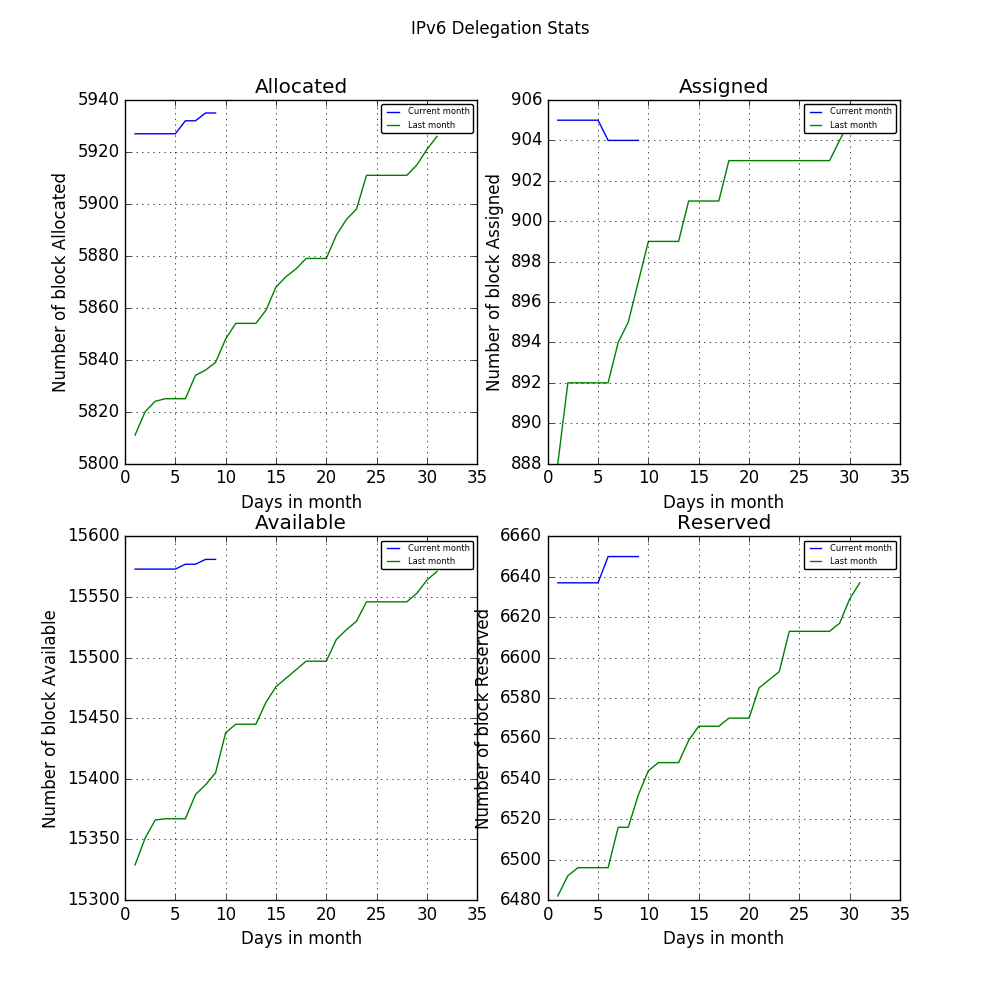 IPv6 Delegation Stats
Allocated
Number of block Allocated
5940
5920
5900
5880
5860
5840
5820
5800
Current month
Last month
0 5 10 15 20 25 30 35
Days in month
Assigned
Number of block Assigned
906
904
902
900
898
896
894
892
890
888
Current month
Last month
0 5 10 15 20 25 30 35
Days in month
Available
Number of block Available
15600
15550
15500
15450
15400
15350
15300
Current month
Last month
0 5 10 15 20 25 30 35
Days in month
Reserved
Number of block Reserved
6660
6640
6620
6600
6580
6560
6540
6520
6500
6480
Current month
Last month
0 5 10 15 20 25 30 35
Days in month